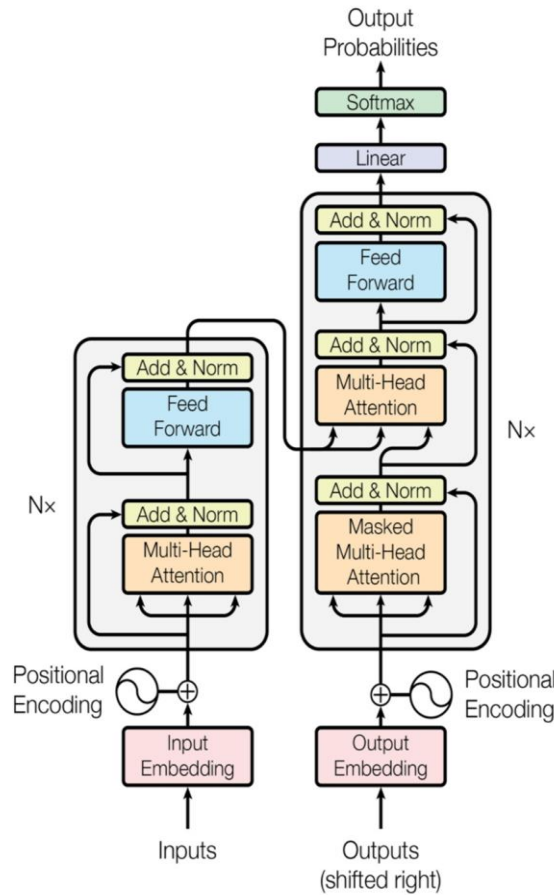 Output
Probabilities
Softmax
Linear
Add & Norm
Feed
Forward
Add & Norm
Multi-Head
Attention
Add & Norm
Masked
Multi-Head
Attention
N×
Add & Norm
Feed
Forward
Add & Norm
Multi-Head
Attention
N×
Positional
Encoding
Positional
Encoding
Input
Embedding
Output
Embedding
Inputs
Outputs
(shifted right)